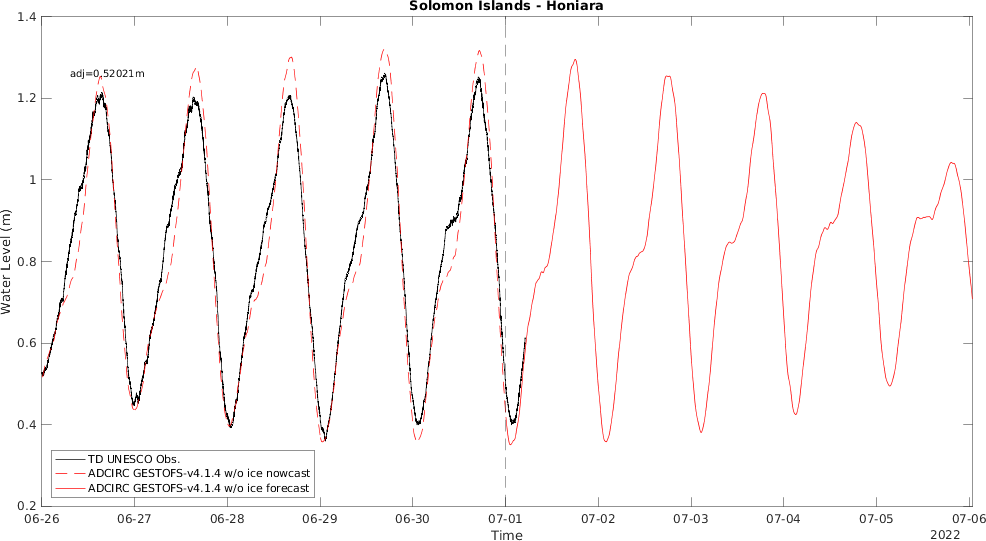 Solomon Islands - Honiara
1.4
adj=0.52021m
1.2
1
0.8
0.6
0.4
0.2
Water Level (m)
TD UNESCO Obs.
ADCIRC GESTOFS-v4.1.4 w/o ice nowcast
ADCIRC GESTOFS-v4.1.4 w/o ice forecast
06-26 06-27 06-28 06-29 06-30 07-01 07-02 07-03 07-04 07-05 07-06
Time
2022